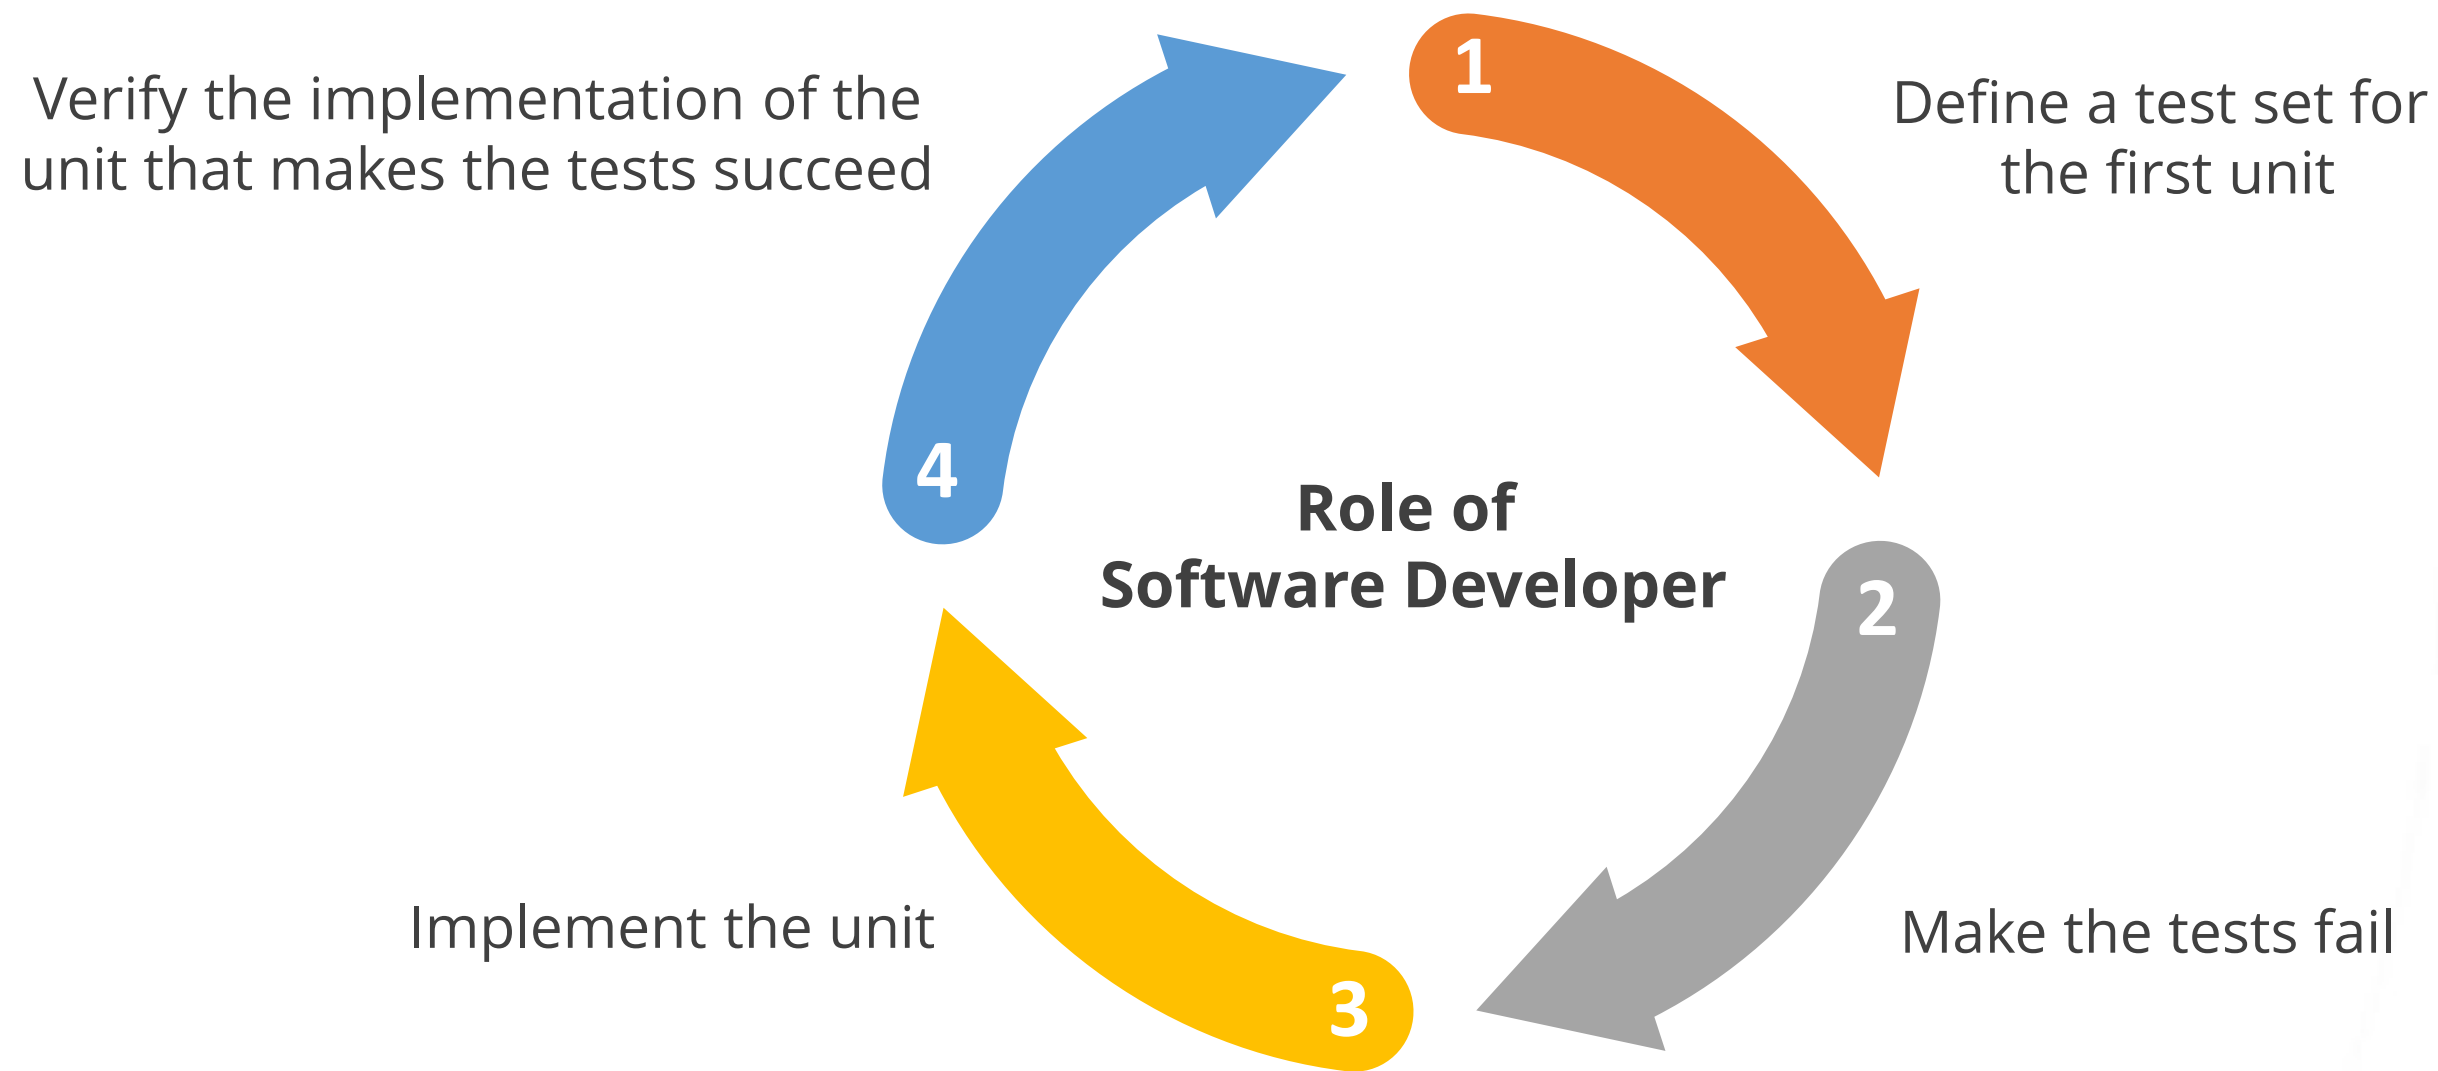 1
Define a test set for
the first unit
2
Make the tests fail
3
Implement the unit
4
Verify the implementation of the
unit that makes the tests succeed
Role of
Software Developer